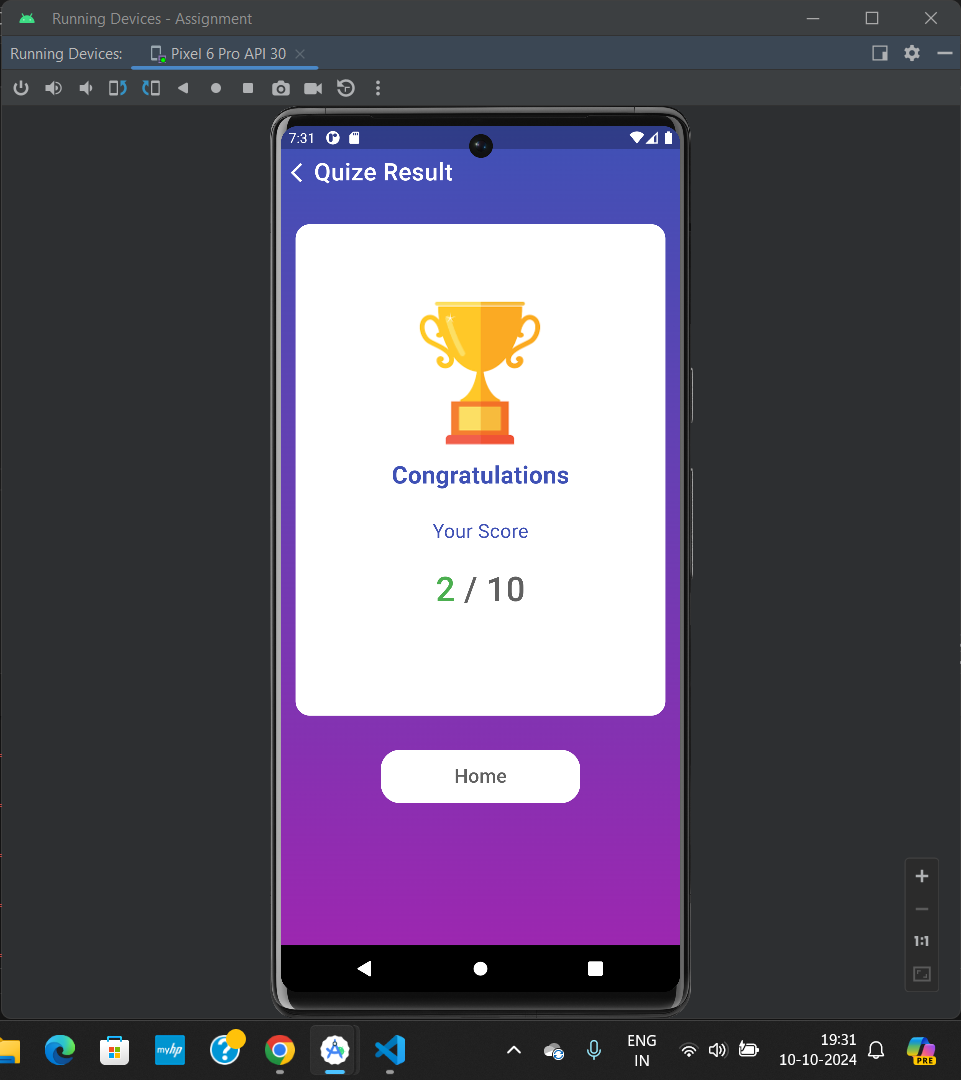 Running Devices - Assignment
Running Devices:
Pixel 6 Pro API 30
7:31
Quize Result
Congratulations
Your Score
2 / 10
Home
1:1
myhp
ENG
IN
19:31
10-10-2024
PRE